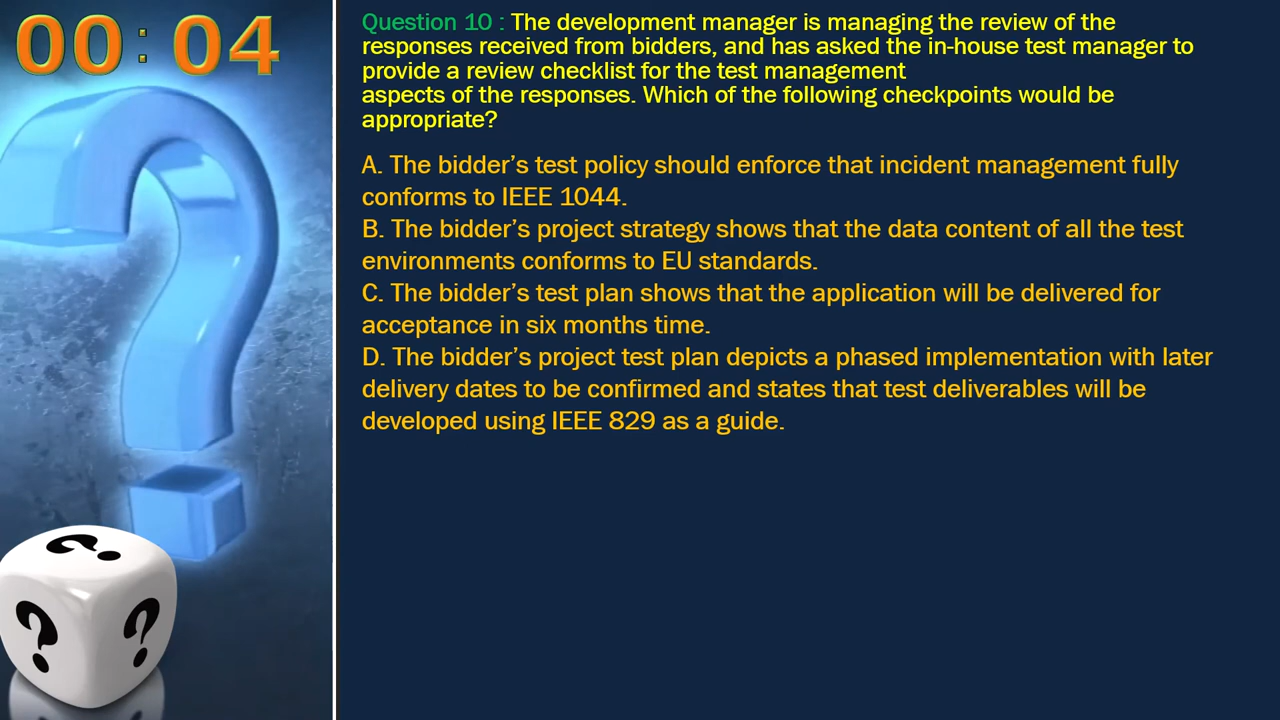 00:04
Question 10 : The development manager is managing the review of the
responses received from bidders, and has asked the in-house test manager to
provide a review checklist for the test management
aspects of the responses. Which of the following checkpoints would be
appropriate?
A. The bidder’s test policy should enforce that incident management fully
conforms to IEEE 1044.
B. The bidder’s project strategy shows that the data content of all the test
environments conforms to EU standards.
C. The bidder’s test plan shows that the application will be delivered for
acceptance in six months time.
D. The bidder’s project test plan depicts a phased implementation with later
delivery dates to be confirmed and states that test deliverables will be
developed using IEEE 829 as a guide.